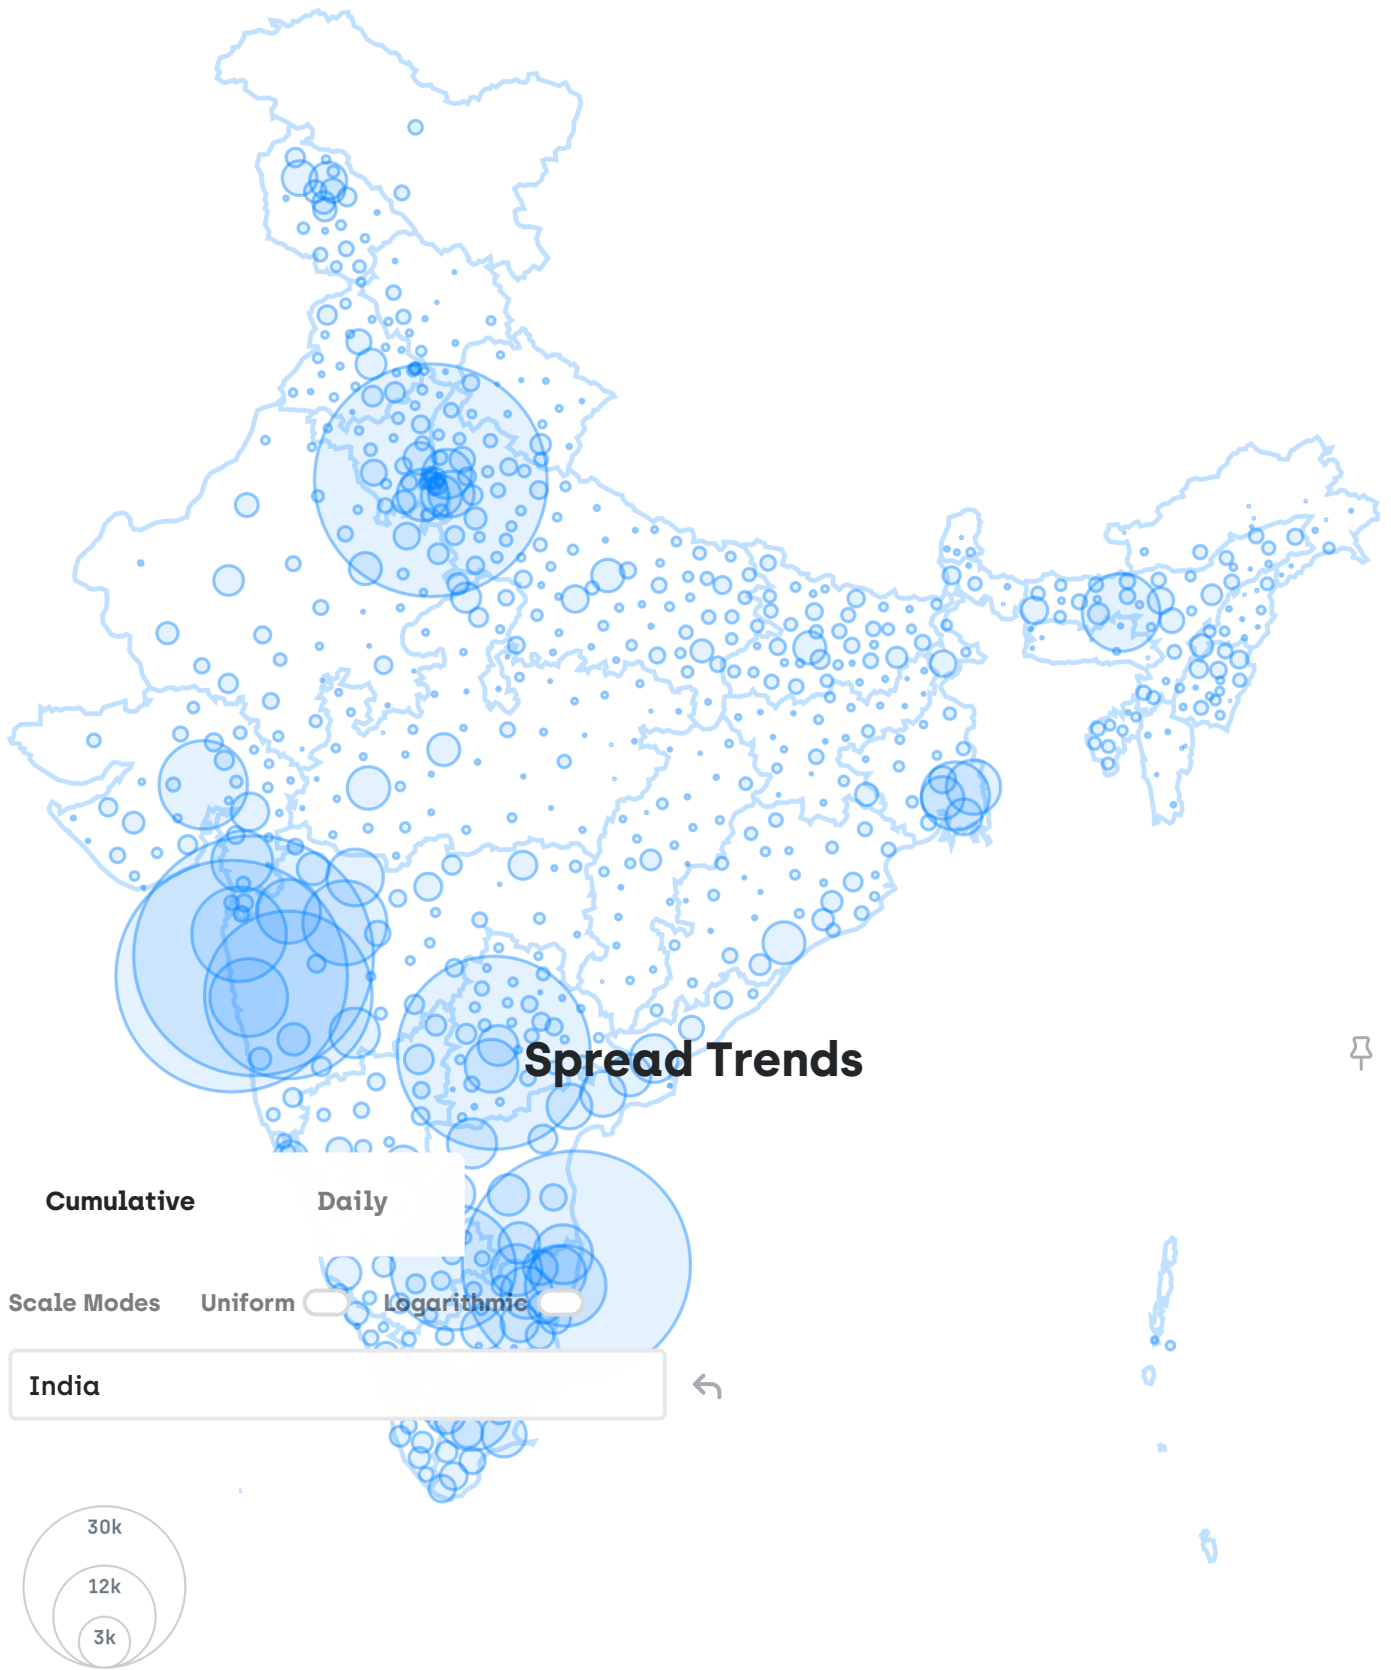 Spread Trends
Cumulative Daily
Scale Modes Uniform Logarithmic
India
30k
12k
3k